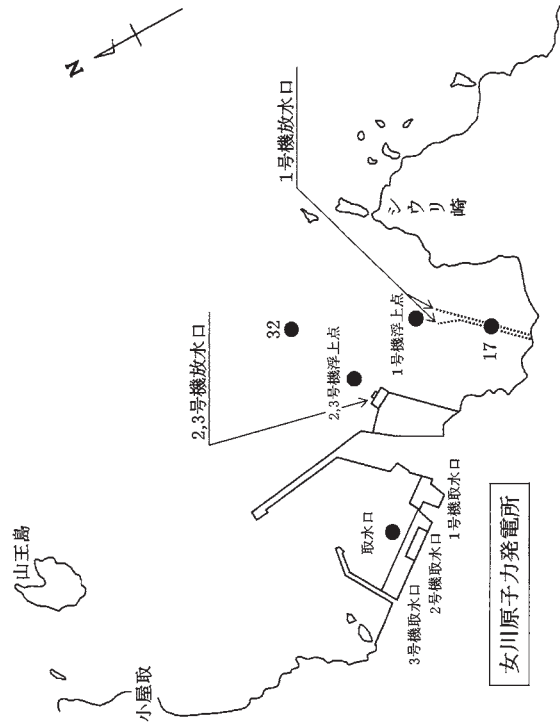 N
山王島
小屋取
2,3号機放水口
1号機放水口
32
2,3号機浮上点
1号機浮上点
17
シウリ崎
取水口
1号機取水口
2号機取水口
3号機取水口
女川原子力発電所